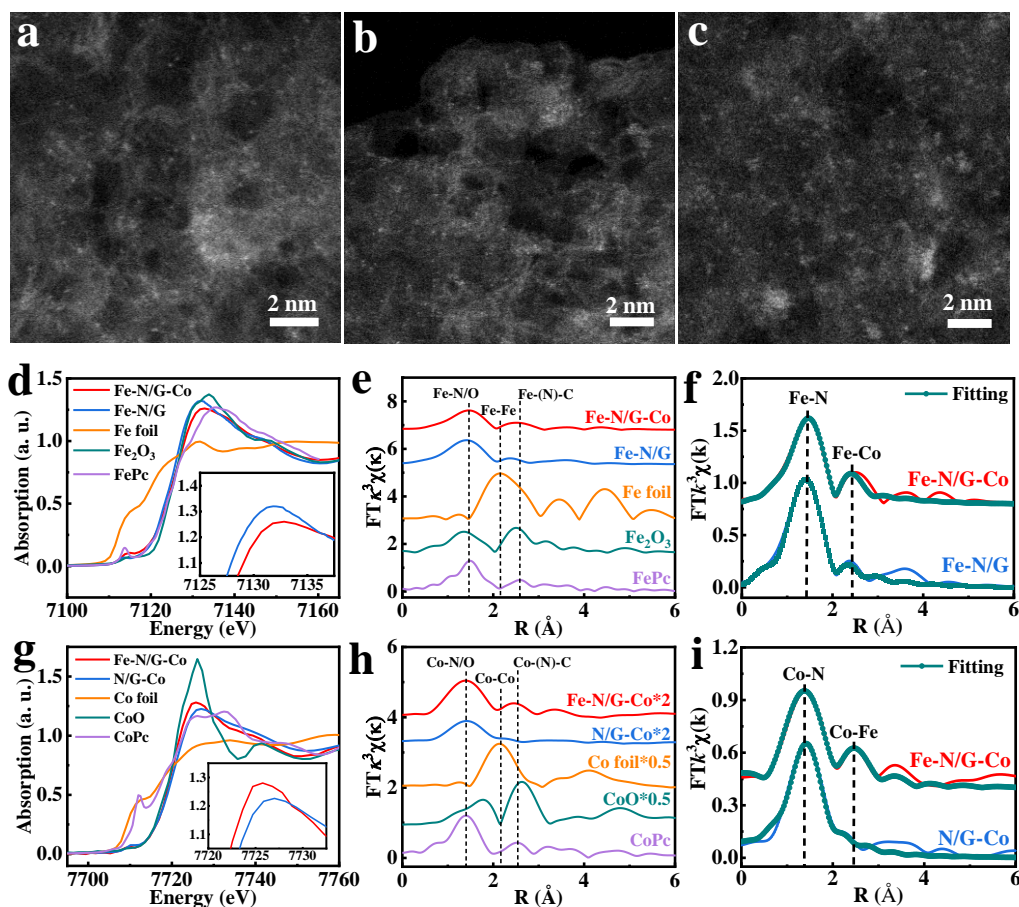 a
2 nm
b
2 nm
c
2 nm
d
1.5
1.0
0.5
0.0
Absorption (a. u.)
Fe-N/G-Co
Fe-N/G
Fe foil
Fe₂O₃
FePc
1.4
1.3
1.2
1.1
7125 7130 7135
7100 7120 7140 7160
Energy (eV)
e
8
6
4
2
0
FTκ³χ(κ)
Fe-N/O
Fe-Fe
Fe-(N)-C
Fe-N/G-Co
Fe-N/G
Fe foil
Fe₂O₃
FePc
0 2 4 6
R (Å)
f
2.4
1.6
0.8
0.0
FTk³χ(k)
Fitting
Fe-N
Fe-Co
Fe-N/G-Co
Fe-N/G
0 2 4 6
R (Å)
g
1.5
1.0
0.5
0.0
Absorption (a. u.)
Fe-N/G-Co
N/G-Co
Co foil
CoO
CoPc
1.3
1.2
1.1
7720 7725 7730
7700 7720 7740 7760
Energy (eV)
h
6
4
2
0
FTκ³χ(κ)
Co-N/O
Co-Co
Co-(N)-C
Fe-N/G-Co*2
N/G-Co*2
Co foil*0.5
CoO*0.5
CoPc
0 2 4 6
R (Å)
i
1.2
0.9
0.6
0.3
0.0
FTk³χ(k)
Fitting
Co-N
Co-Fe
Fe-N/G-Co
N/G-Co
0 2 4 6
R (Å)